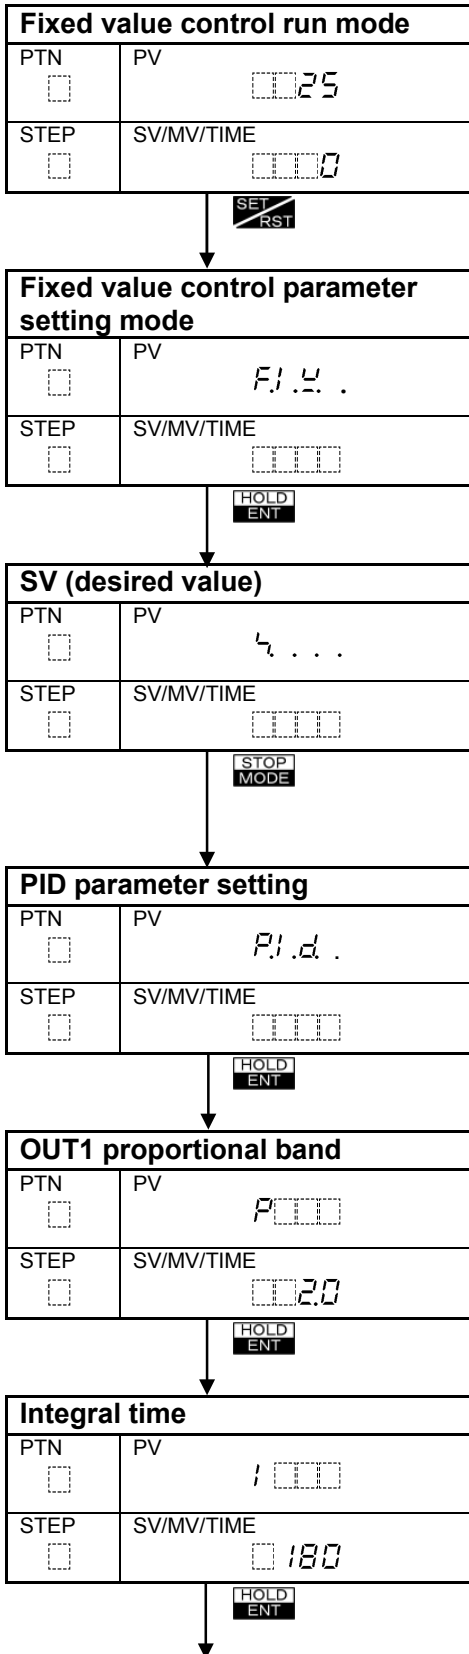 Fixed value control run mode
PTN PV
25
STEP SV/MV/TIME
0
SET
RST
Fixed value control parameter
setting mode
PTN PV
STEP SV/MV/TIME
HOLD
ENT
SV (desired value)
PTN PV
STEP SV/MV/TIME
STOP
MODE
PID parameter setting
PTN PV
P.I.d.
STEP SV/MV/TIME
HOLD
ENT
OUT1 proportional band
PTN PV
P
STEP SV/MV/TIME
2.0
HOLD
ENT
Integral time
PTN PV
I
STEP SV/MV/TIME
180
HOLD
ENT